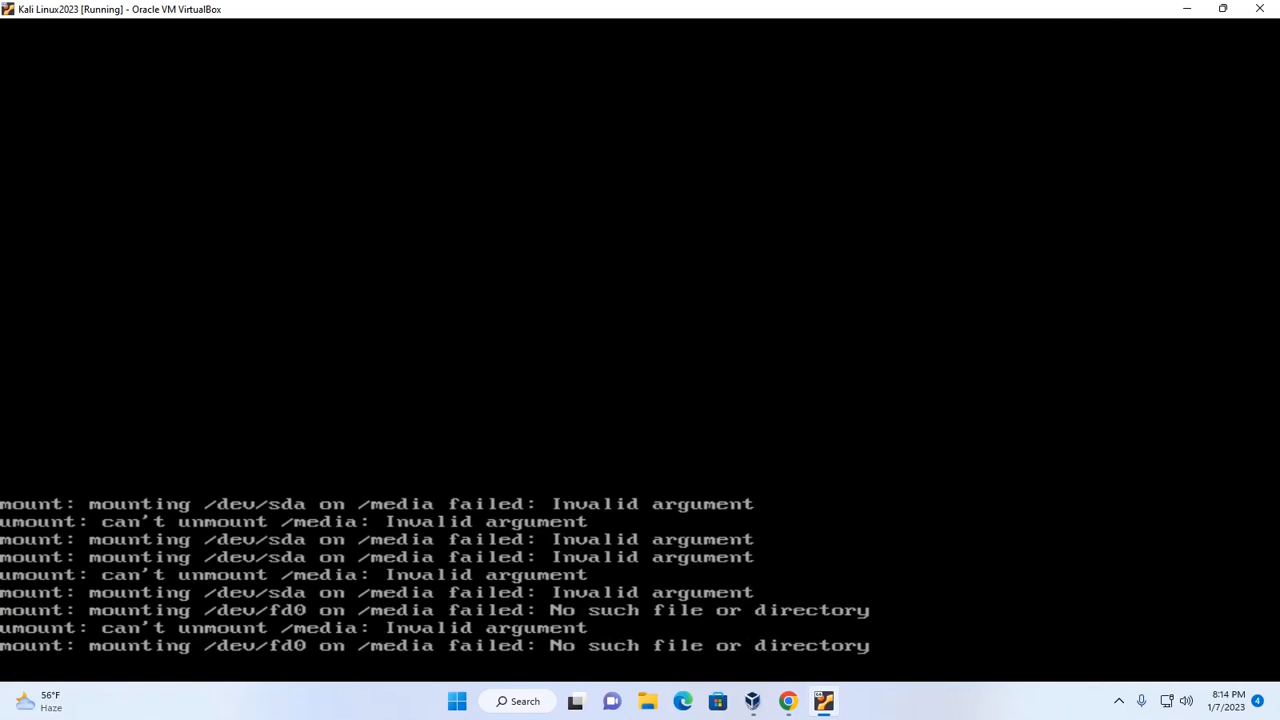 Kali Linux2023 [Running] - Oracle VM VirtualBox
mount: mounting /dev/sda on /media failed: Invalid argument
umount: can't unmount /media: Invalid argument
mount: mounting /dev/sda on /media failed: Invalid argument
mount: mounting /dev/sda on /media failed: Invalid argument
umount: can't unmount /media: Invalid argument
mount: mounting /dev/sda on /media failed: Invalid argument
mount: mounting /dev/fd0 on /media failed: No such file or directory
umount: can't unmount /media: Invalid argument
mount: mounting /dev/fd0 on /media failed: No such file or directory
56°F
Haze
Search
8:14 PM
1/7/2023
4